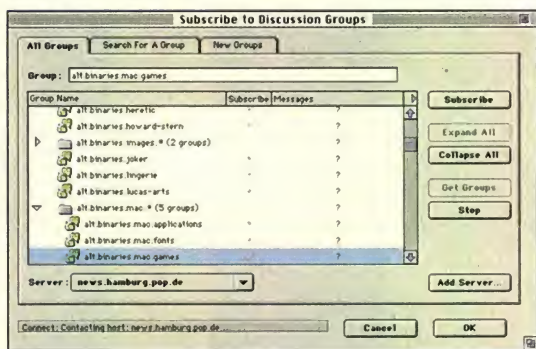 Subscribe to Discussion Groups
All Groups
Search For A Group
New Groups
Group: alt.binaries.mac.games
Group Name Subscribe Messages
alt.binaries.heretic ?
alt.binaries.howard-stern ?
alt.binaries.images.* (2 groups) ?
alt.binaries.joker ?
alt.binaries.lingerie ?
alt.binaries.lucas-arts ?
alt.binaries.mac.* (5 groups) ?
alt.binaries.mac.applications ?
alt.binaries.mac.fonts ?
alt.binaries.mac.games ?
Subscribe
Expand All
Collapse All
Get Groups
Stop
Server: news.hamburg.pop.de
Add Server...
Connect: Contacting host: news.hamburg.pop.de...
Cancel
OK